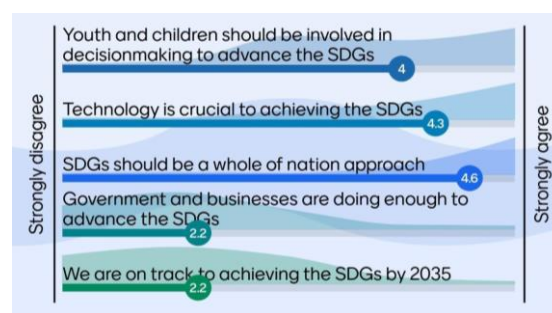 Strongly disagree
Youth and children should be involved in
decisionmaking to advance the SDGs
4
Technology is crucial to achieving the SDGs
4.3
SDGs should be a whole of nation approach
4.6
Government and businesses are doing enough to
advance the SDGs
2.2
We are on track to achieving the SDGs by 2035
2.2
Strongly agree